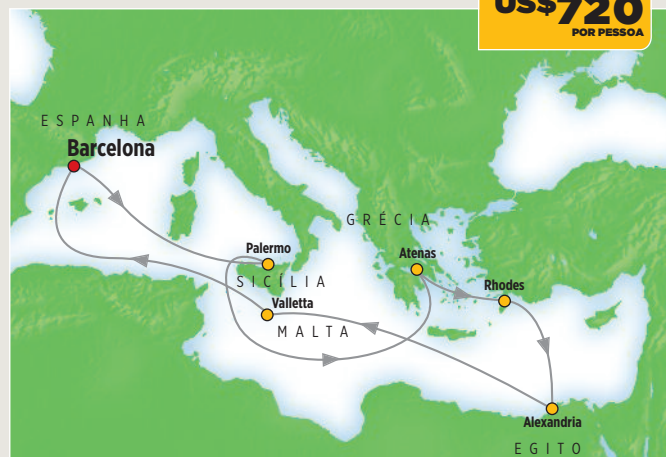 US$720
POR PESSOA
ESPANHA
Barcelona
GRÉCIA
Palermo
Atenas
SICÍLIA
Rhodes
Valletta
MALTA
Alexandria
EGITO